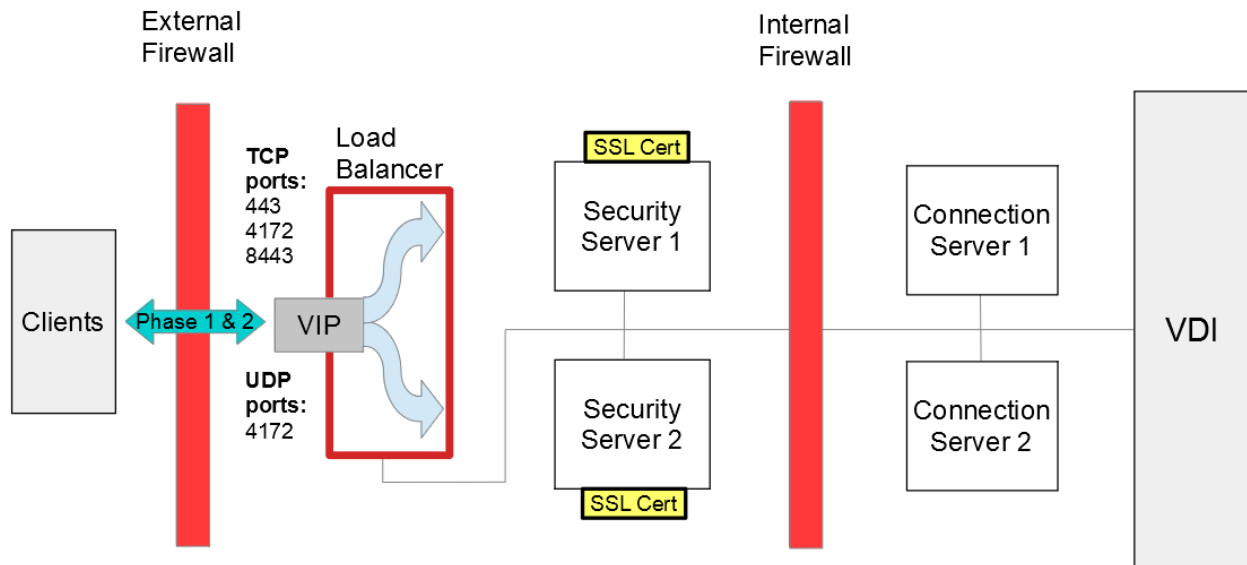 External
Firewall
Internal
Firewall
TCP
ports:
443
4172
8443
Load
Balancer
SSL Cert
Security
Server 1
Connection
Server 1
Clients
Phase 1 & 2
VIP
VDI
UDP
ports:
4172
Security
Server 2
SSL Cert
Connection
Server 2